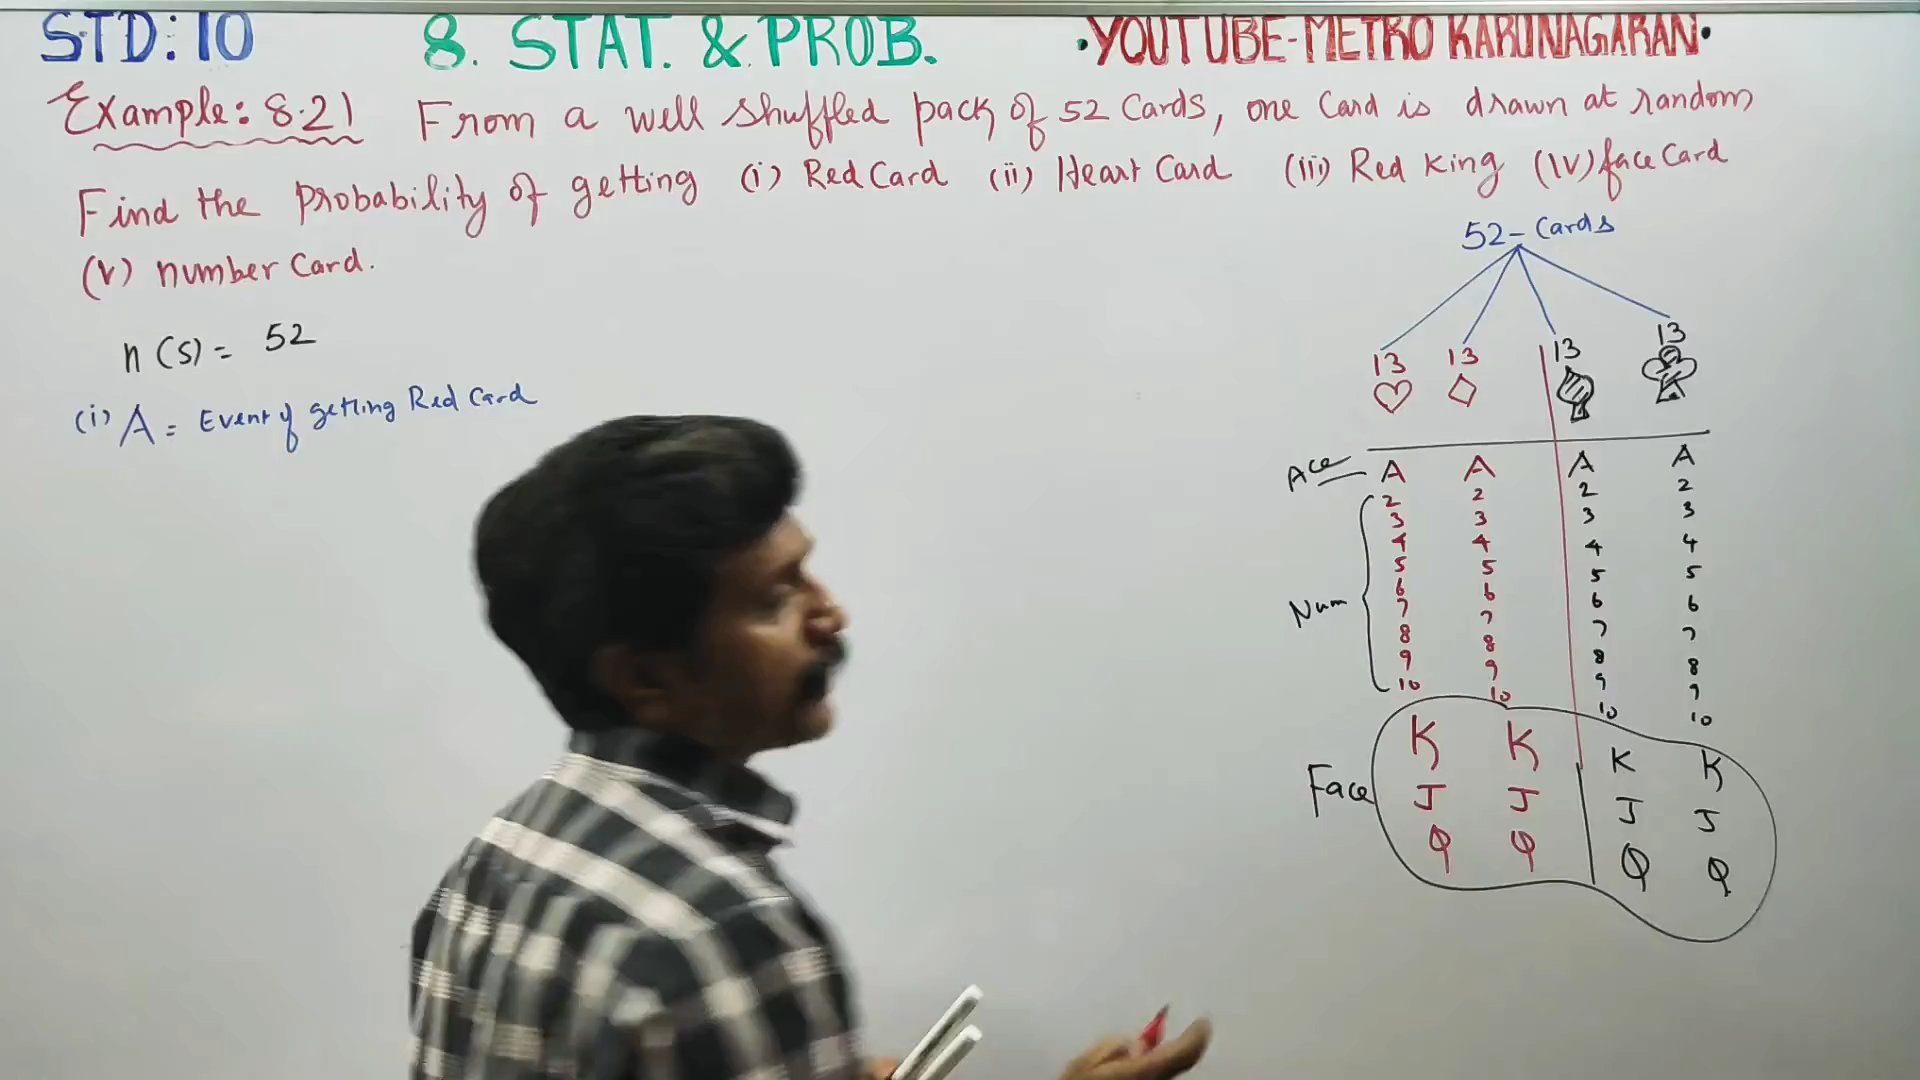 STD: 10 8. STAT. & PROB. •YOUTUBE-METRO KARUNAGARAN•
Example: 8.21 From a well shuffled pack of 52 Cards, one Card is drawn at random
Find the Probability of getting (i) Red Card (ii) Heart Card (iii) Red King (iv) face Card
(v) number Card.
52 - Cards
n (s) = 52
13 13 13 13
(i) A = Event of getting Red Card
Ace A A A A
2 2 2 2
3 3 3 3
4 4 4 4
5 5 5 5
6 6 6 6
Num 7 7 7 7
8 8 8 8
9 9 9 9
10 10 10 10
K K K K
Face J J J J
Q Q Q Q